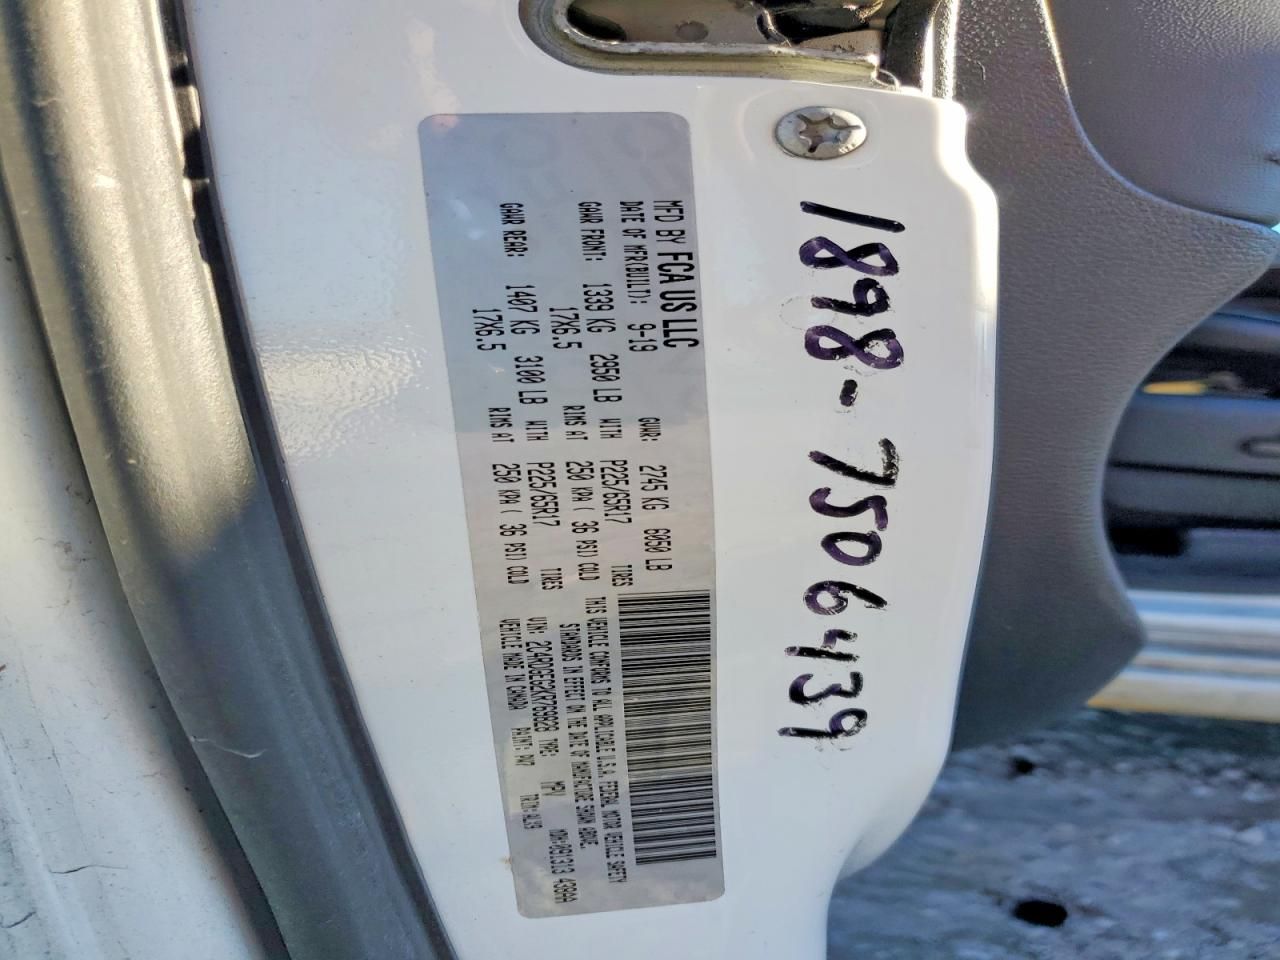 MFD BY FCA US LLC
DATE OF MFR(BUILT): 9-19 GAWR: 2745 KG 6050 LB
GAWR FRONT: 1339 KG 2950 LB WITH P225/65R17 TIRES
17X6.5 RIMS AT 250 KPA ( 36 PSI) COLD
GAWR REAR: 1407 KG 3100 LB WITH P225/65R17 TIRES
17X6.5 RIMS AT 250 KPA ( 36 PSI) COLD
THIS VEHICLE CONFORMS TO ALL APPLICABLE U.S.A. FEDERAL MOTOR VEHICLE SAFETY
STANDARDS IN EFFECT ON THE DATE OF MANUFACTURE SHOWN ABOVE.
TYPE: MPV
VEHICLE MADE IN CANADA PAINT: PW7
1898-7506439